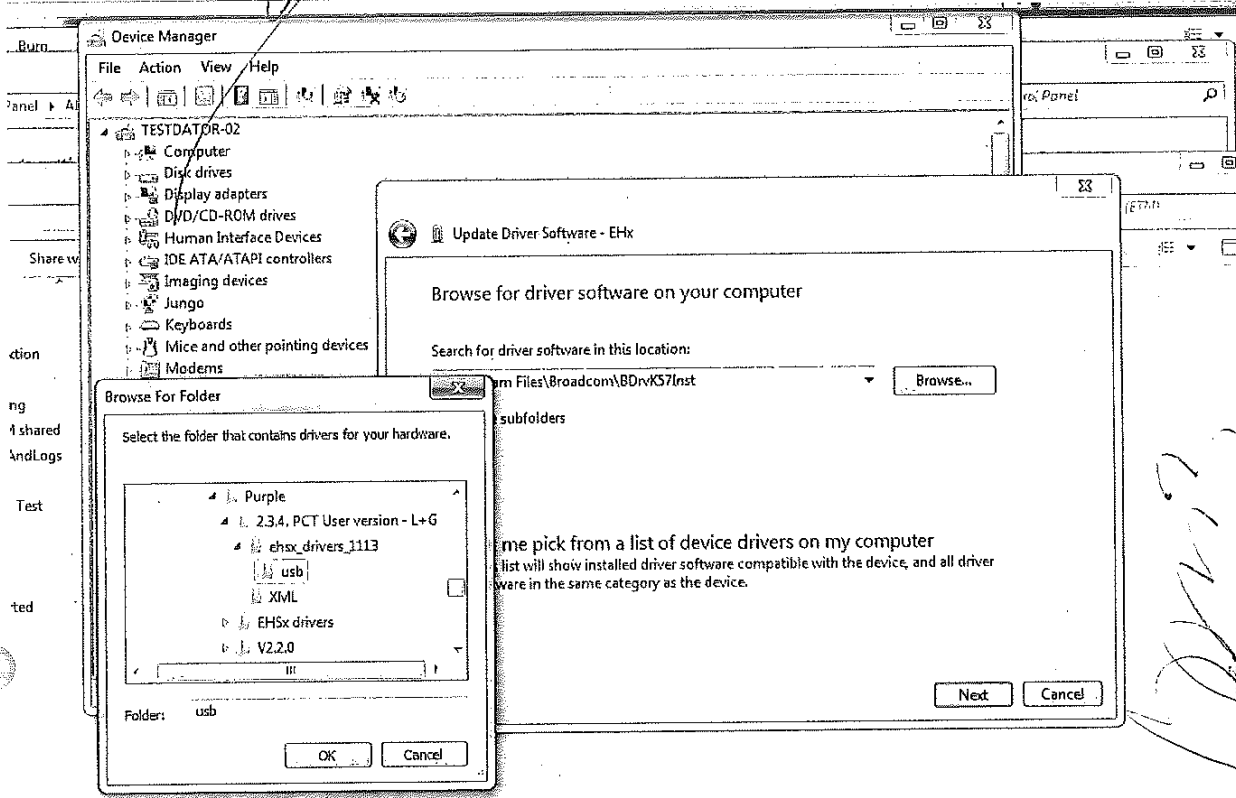 Burn
Device Manager
File Action View Help
Panel
TESTDATOR-02
Computer
Disk drives
Display adapters
DVD/CD-ROM drives
Human Interface Devices
IDE ATA/ATAPI controllers
Imaging devices
Jungo
Keyboards
Mice and other pointing devices
Modems
Panel
Share w
ction
ng
shared
AndLogs
Test
ted
Update Driver Software - EHx
Browse for driver software on your computer
Search for driver software in this location:
am Files\Broadcom\BDrvK57Inst
Browse...
subfolders
me pick from a list of device drivers on my computer
list will show installed driver software compatible with the device, and all driver
ware in the same category as the device.
Next Cancel
Browse For Folder
Select the folder that contains drivers for your hardware.
Purple
2.3.4. PCT User version - L+G
ehsx_drivers_1113
usb
XML
EHSx drivers
V2.2.0
Folder: usb
OK Cancel